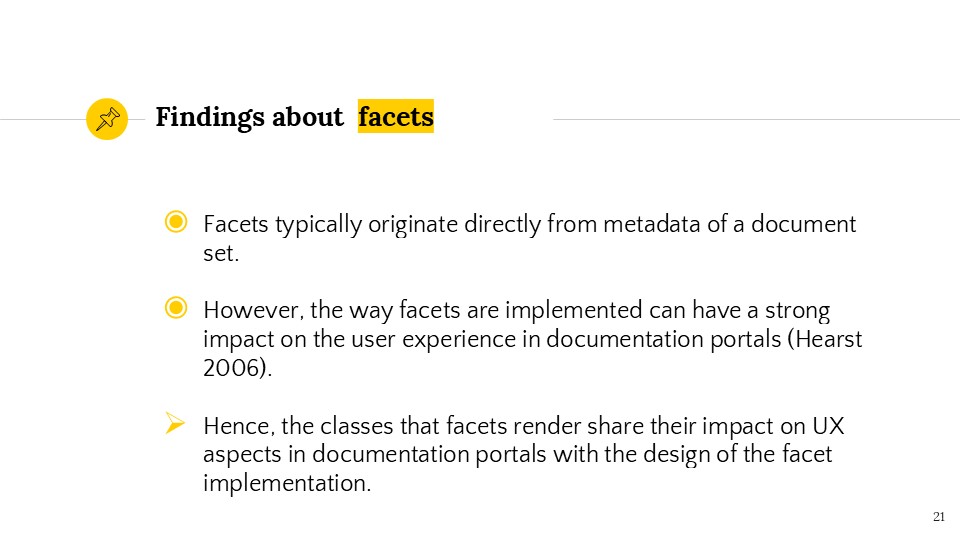 Findings about facets
Facets typically originate directly from metadata of a document
set.
However, the way facets are implemented can have a strong
impact on the user experience in documentation portals (Hearst
2006).
Hence, the classes that facets render share their impact on UX
aspects in documentation portals with the design of the facet
implementation.
21